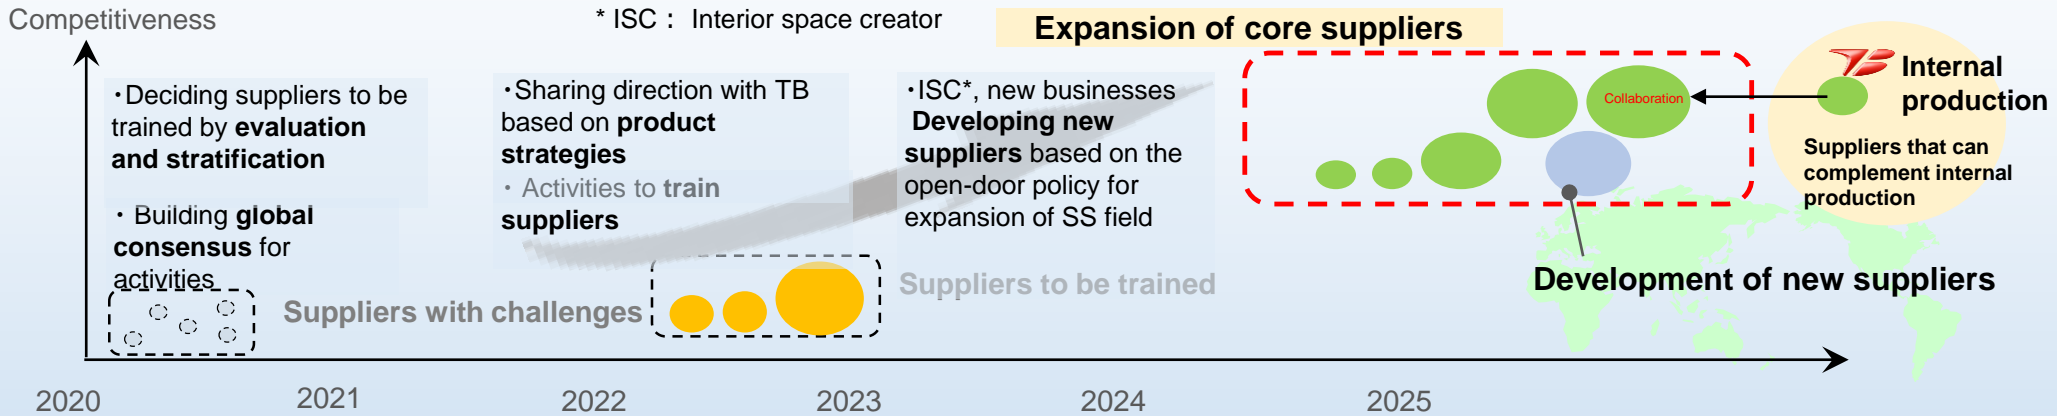 Competitiveness
* ISC : Interior space creator
Expansion of core suppliers
・Deciding suppliers to be
trained by evaluation
and stratification
・ Building global
consensus for
activities
・Sharing direction with TB
based on product
strategies
・ Activities to train
suppliers
・ISC*, new businesses
Developing new
suppliers based on the
open-door policy for
expansion of SS field
Collaboration
TB
Internal
production
Suppliers that can
complement internal
production
Suppliers with challenges
Suppliers to be trained
Development of new suppliers
2020
2021
2022
2023
2024
2025